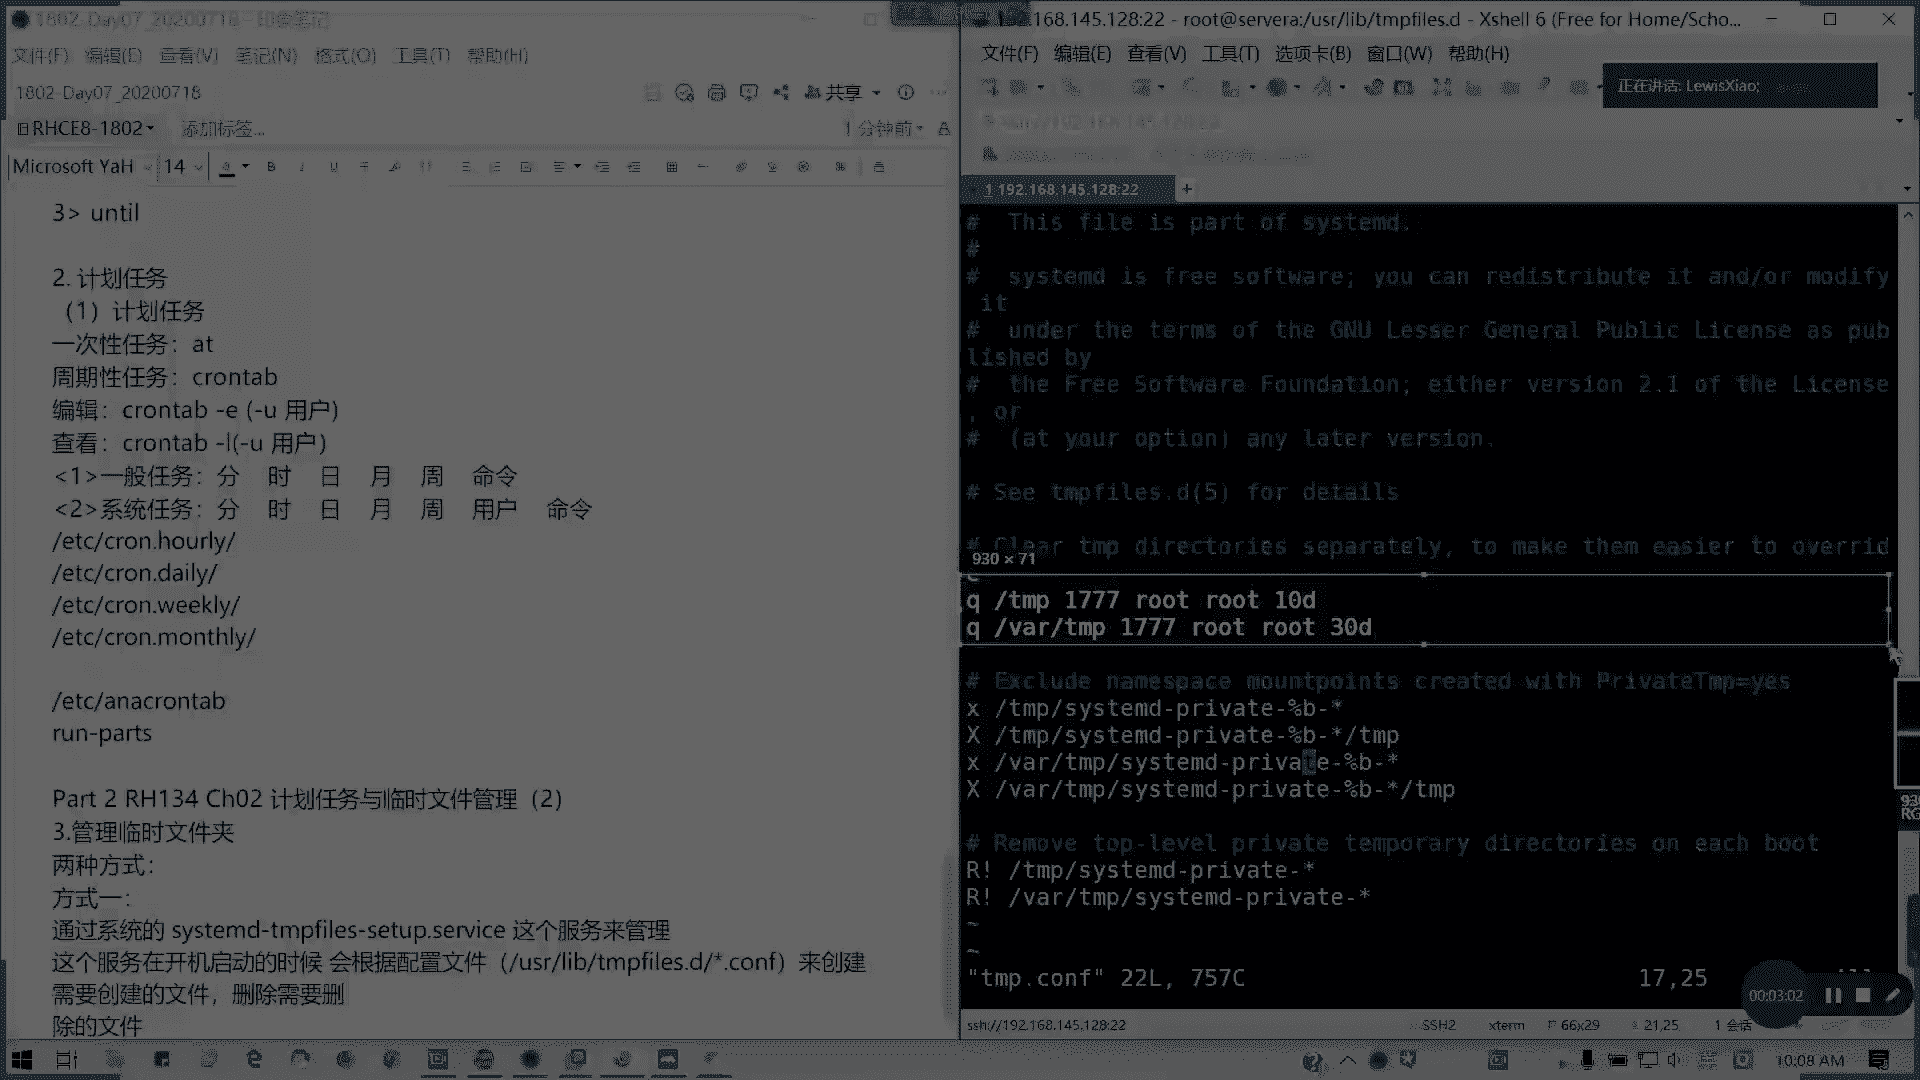 1802-Day07_20200718 - 印象笔记
文件(F) 编辑(E) 查看(V) 笔记(N) 格式(O) 工具(T) 帮助(H)
1802-Day07_20200718
共享
RHCE8-1802 添加标签...
1 分钟前
Microsoft YaH 14
3> until
2. 计划任务
（1）计划任务
一次性任务：at
周期性任务：crontab
编辑：crontab -e (-u 用户)
查看：crontab -l(-u 用户)
<1>一般任务：分 时 日 月 周 命令
<2>系统任务：分 时 日 月 周 用户 命令
/etc/cron.hourly/
/etc/cron.daily/
/etc/cron.weekly/
/etc/cron.monthly/
/etc/anacrontab
run-parts
Part 2 RH134 Ch02 计划任务与临时文件管理（2）
3.管理临时文件夹
两种方式：
方式一：
通过系统的 systemd-tmpfiles-setup.service 这个服务来管理
这个服务在开机启动的时候 会根据配置文件（/usr/lib/tmpfiles.d/*.conf）来创建
需要创建的文件，删除需要删
除的文件
168.145.128:22 - root@servera:/usr/lib/tmpfiles.d - Xshell 6 (Free for Home/Scho...
文件(F) 编辑(E) 查看(V) 工具(T) 选项卡(B) 窗口(W) 帮助(H)
正在讲话: LewisXiao;
1 192.168.145.128:22
# This file is part of systemd.
#
# systemd is free software; you can redistribute it and/or modify
it
# under the terms of the GNU Lesser General Public License as pub
lished by
# the Free Software Foundation; either version 2.1 of the License
, or
# (at your option) any later version.
# See tmpfiles.d(5) for details
# Clear tmp directories separately, to make them easier to overrid
e
930 × 71
q /tmp 1777 root root 10d
q /var/tmp 1777 root root 30d
# Exclude namespace mountpoints created with PrivateTmp=yes
x /tmp/systemd-private-%b-*
X /tmp/systemd-private-%b-*/tmp
x /var/tmp/systemd-private-%b-*
X /var/tmp/systemd-private-%b-*/tmp
# Remove top-level private temporary directories on each boot
R! /tmp/systemd-private-*
R! /var/tmp/systemd-private-*
~
~
"tmp.conf" 22L, 757C 17,25
00:03:02
ssh://192.168.145.128:22 SSH2 xterm 66x29 21,25 1 会话
10:08 AM